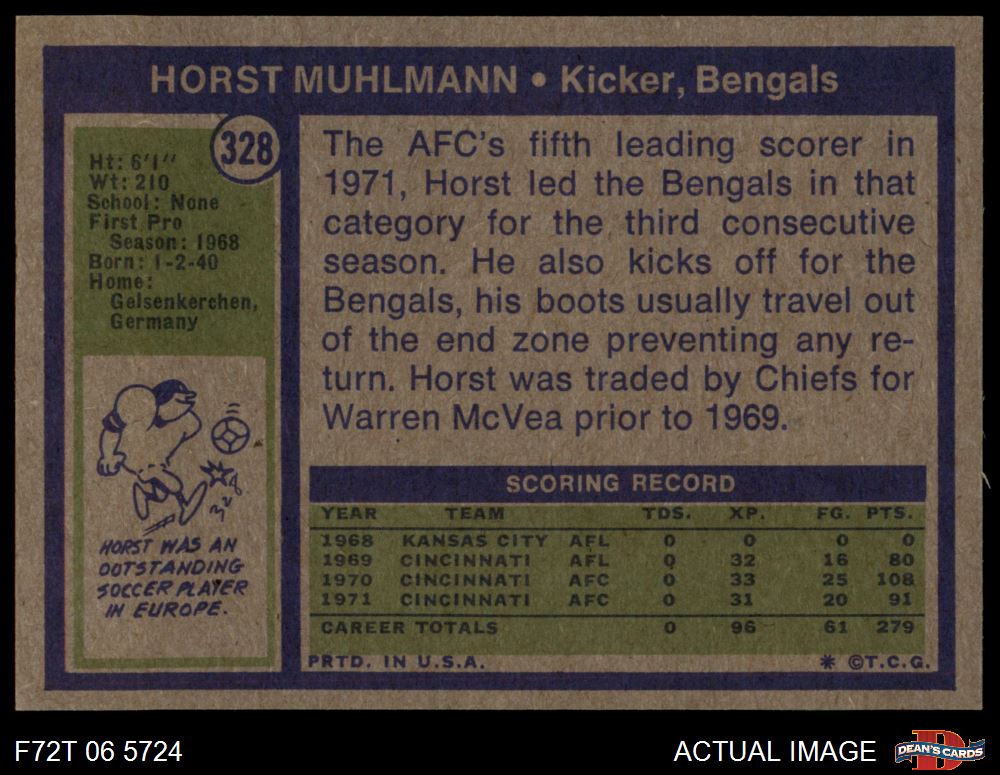 HORST MUHLMANN • Kicker, Bengals
328
Ht: 6'1"
Wt: 210
School: None
First Pro
Season: 1968
Born: 1-2-40
Home:
Gelsenkerchen,
Germany
HORST WAS AN
OUTSTANDING
SOCCER PLAYER
IN EUROPE.
The AFC's fifth leading scorer in
1971, Horst led the Bengals in that
category for the third consecutive
season. He also kicks off for the
Bengals, his boots usually travel out
of the end zone preventing any re-
turn. Horst was traded by Chiefs for
Warren McVea prior to 1969.
SCORING RECORD
YEAR TEAM TDS. XP. FG. PTS.
1968 KANSAS CITY AFL 0 0 0 0
1969 CINCINNATI AFL 0 32 16 80
1970 CINCINNATI AFC 0 33 25 108
1971 CINCINNATI AFC 0 31 20 91
CAREER TOTALS 0 96 61 279
PRTD. IN U.S.A. * ©T.C.G.
F72T 06 5724 ACTUAL IMAGE D DEAN'S CARDS